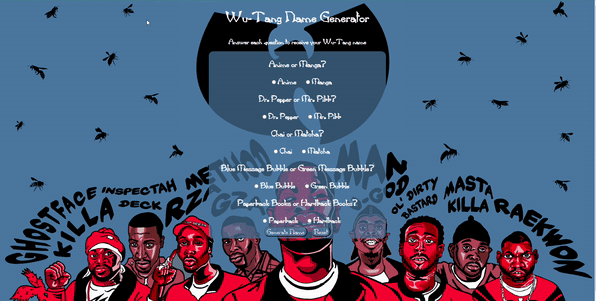 Wu-Tang Name Generator
Answer each question to receive your Wu-Tang name
Anime or Manga?
Anime Manga
Dr. Pepper or Mr. Pibb?
Dr. Pepper Mr. Pibb
Chai or Matcha?
Chai Matcha
Blue Message Bubble or Green Message Bubble?
Blue Bubble Green Bubble
Paperback Books or Hardback Books?
Paperback Hardback
Generate Name Reset
GHOSTFACE
KILLA
INSPECTAH
DECK
RZA
METHOD
MAN
OL' DIRTY
BASTARD
MASTA
KILLA
RAEKWON